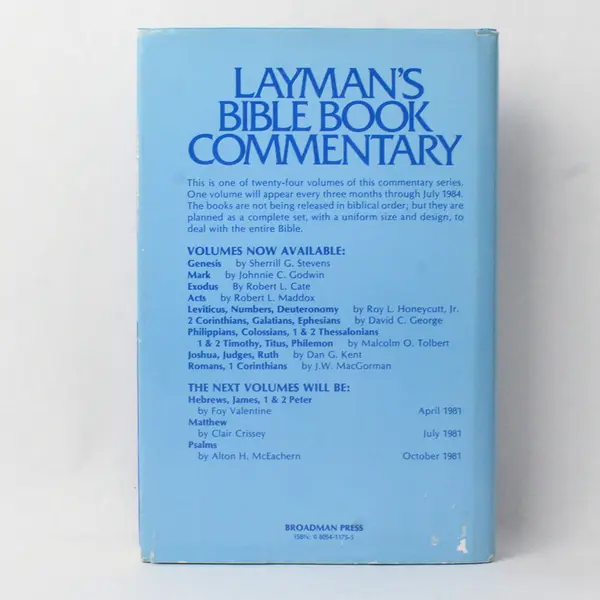 LAYMAN'S
BIBLE BOOK
COMMENTARY
This is one of twenty-four volumes of this commentary series.
One volume will appear every three months through July 1984.
The books are not being released in biblical order; but they are
planned as a complete set, with a uniform size and design, to
deal with the entire Bible.
VOLUMES NOW AVAILABLE:
Genesis by Sherrill G. Stevens
Mark by Johnnie C. Godwin
Exodus By Robert L. Cate
Acts by Robert L. Maddox
Leviticus, Numbers, Deuteronomy by Roy L. Honeycutt, Jr.
2 Corinthians, Galatians, Ephesians by David C. George
Philippians, Colossians, 1 & 2 Thessalonians
1 & 2 Timothy, Titus, Philemon by Malcolm O. Tolbert
Joshua, Judges, Ruth by Dan G. Kent
Romans, 1 Corinthians by J.W. MacGorman
THE NEXT VOLUMES WILL BE:
Hebrews, James, 1 & 2 Peter
by Foy Valentine April 1981
Matthew
by Clair Crissey July 1981
Psalms
by Alton H. McEachern October 1981
BROADMAN PRESS
ISBN: 0 8054-1175-3